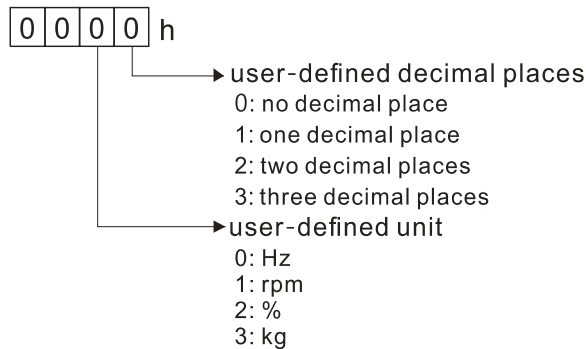 0 0 0 0 h
user-defined decimal places
0: no decimal place
1: one decimal place
2: two decimal places
3: three decimal places
user-defined unit
0: Hz
1: rpm
2: %
3: kg